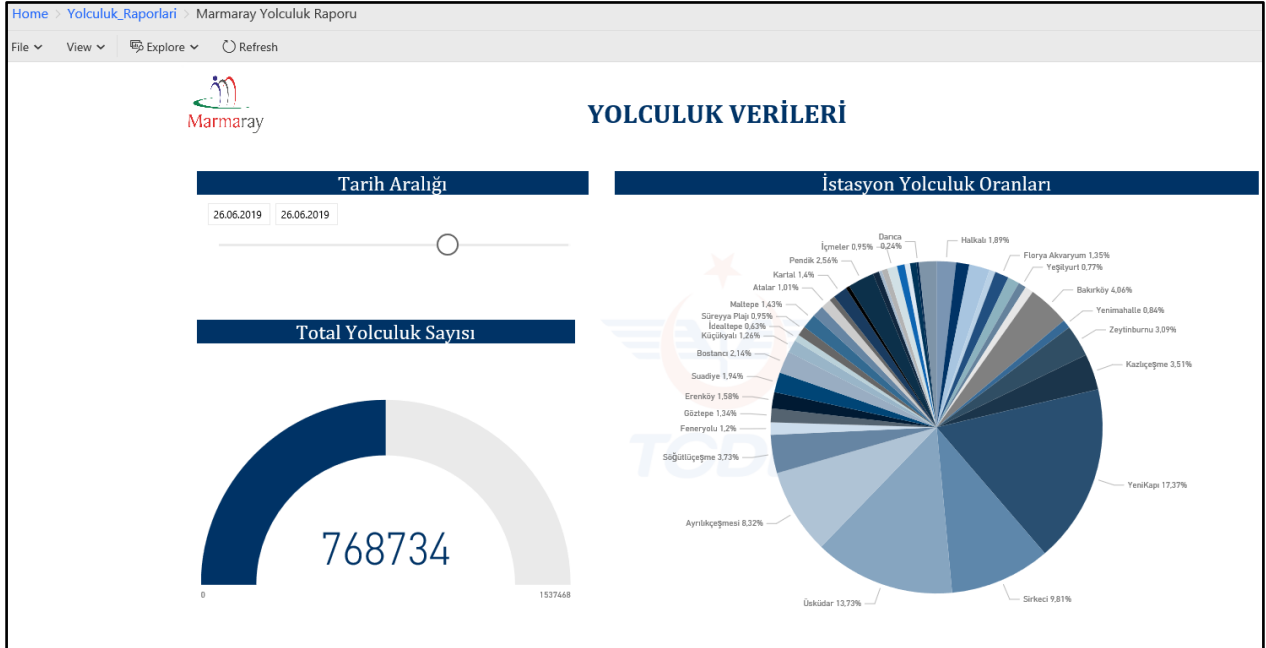 Home > Yolculuk_Raporlari > Marmaray Yolculuk Raporu
File View Explore Refresh
Marmaray
YOLCULUK VERİLERİ
Tarih Aralığı
26.06.2019 26.06.2019
Total Yolculuk Sayısı
768734
0 1537468
İstasyon Yolculuk Oranları
Halkalı 1,89%
Florya Akvaryum 1,35%
Yeşilyurt 0,77%
Bakırköy 4,06%
Yenimahalle 0,84%
Zeytinburnu 3,09%
Kazlıçeşme 3,51%
YeniKapı 17,37%
Sirkeci 9,81%
Üsküdar 13,73%
Ayrılıkçeşmesi 8,32%
Söğütlüçeşme 3,73%
Feneryolu 1,2%
Göztepe 1,34%
Erenköy 1,58%
Suadiye 1,94%
Bostancı 2,14%
Küçükyalı 1,26%
İdealtepe 0,63%
Süreyya Plajı 0,95%
Maltepe 1,43%
Atalar 1,01%
Kartal 1,4%
Pendik 2,56%
İçmeler 0,95%
Darıca
0,24%